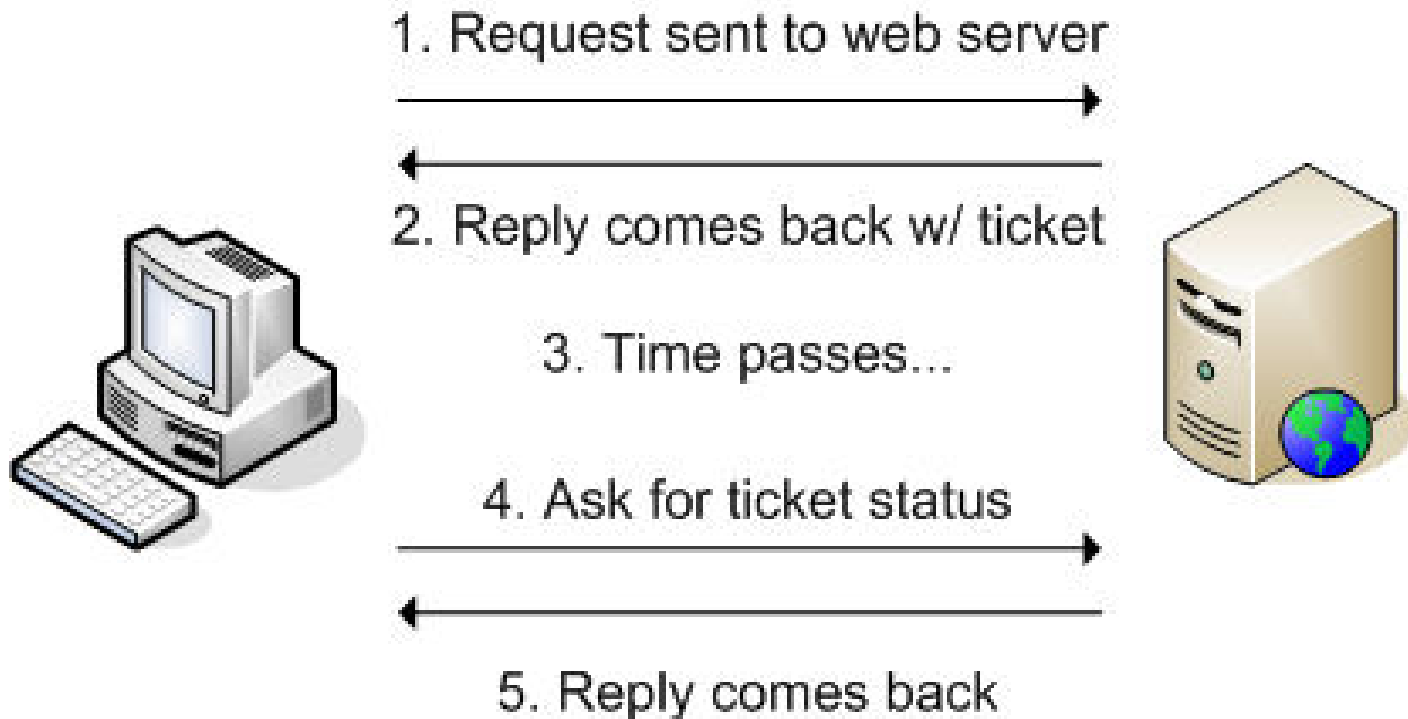 1. Request sent to web server
2. Reply comes back w/ ticket
3. Time passes...
4. Ask for ticket status
5. Reply comes back